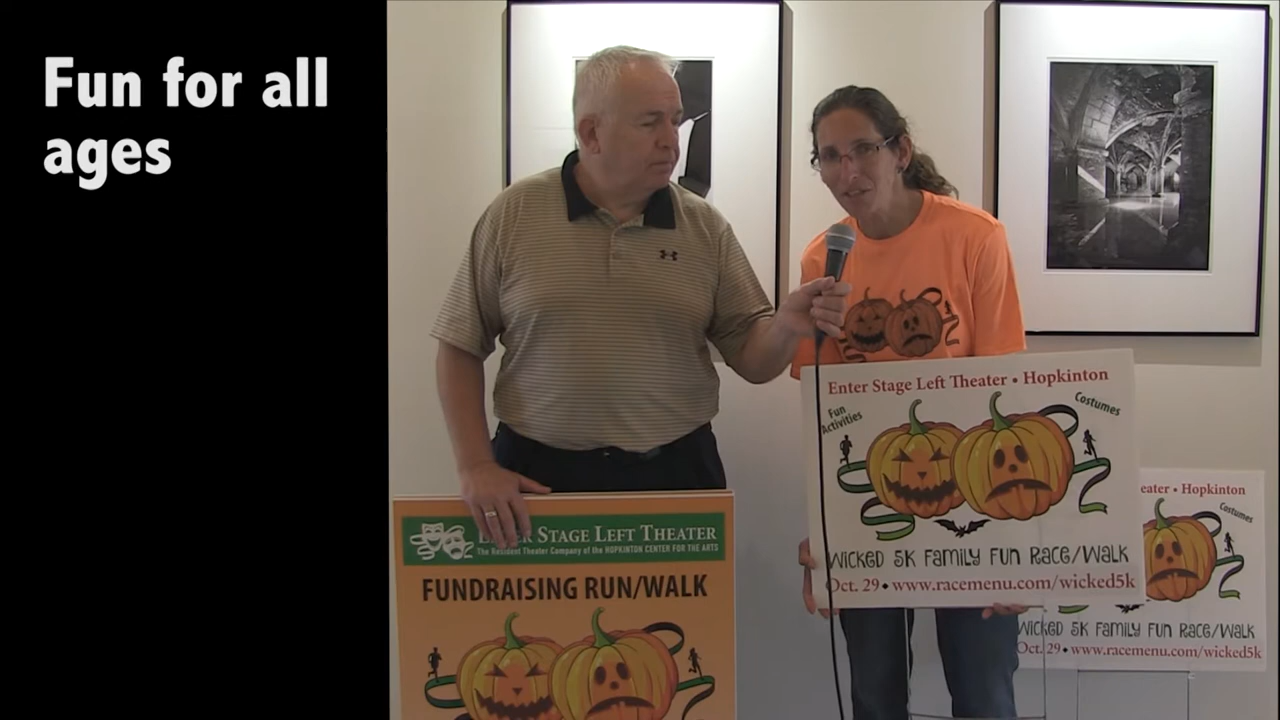 Fun for all
ages
Enter Stage Left Theater • Hopkinton
Fun
Activities
Costumes
WICKED 5K FAMILY FUN RACE/WALK
Oct. 29 • www.racemenu.com/wicked5k
eater • Hopkinton
Costumes
WICKED 5K FAMILY FUN RACE/WALK
Oct. 29 • www.racemenu.com/wicked5k
STAGE LEFT THEATER
The Resident Theater Company of the HOPKINTON CENTER FOR THE ARTS
FUNDRAISING RUN/WALK